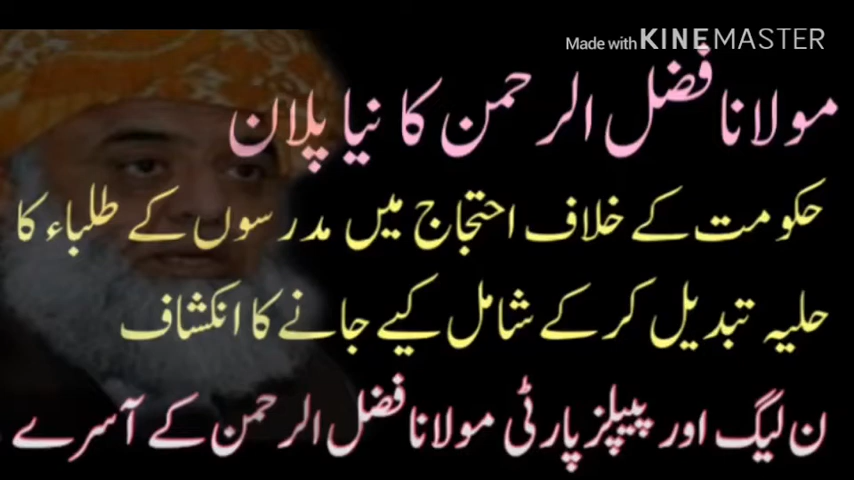 Made with KINEMASTER
مولانا فضل الرحمن کا نیا پلان
حکومت کے خلاف احتجاج میں مدرسوں کے طلباء کا
حلیہ تبدیل کر کے شامل کیے جانے کا انکشاف
ن لیگ اور پیپلز پارٹی مولانا فضل الرحمن کے آسرے